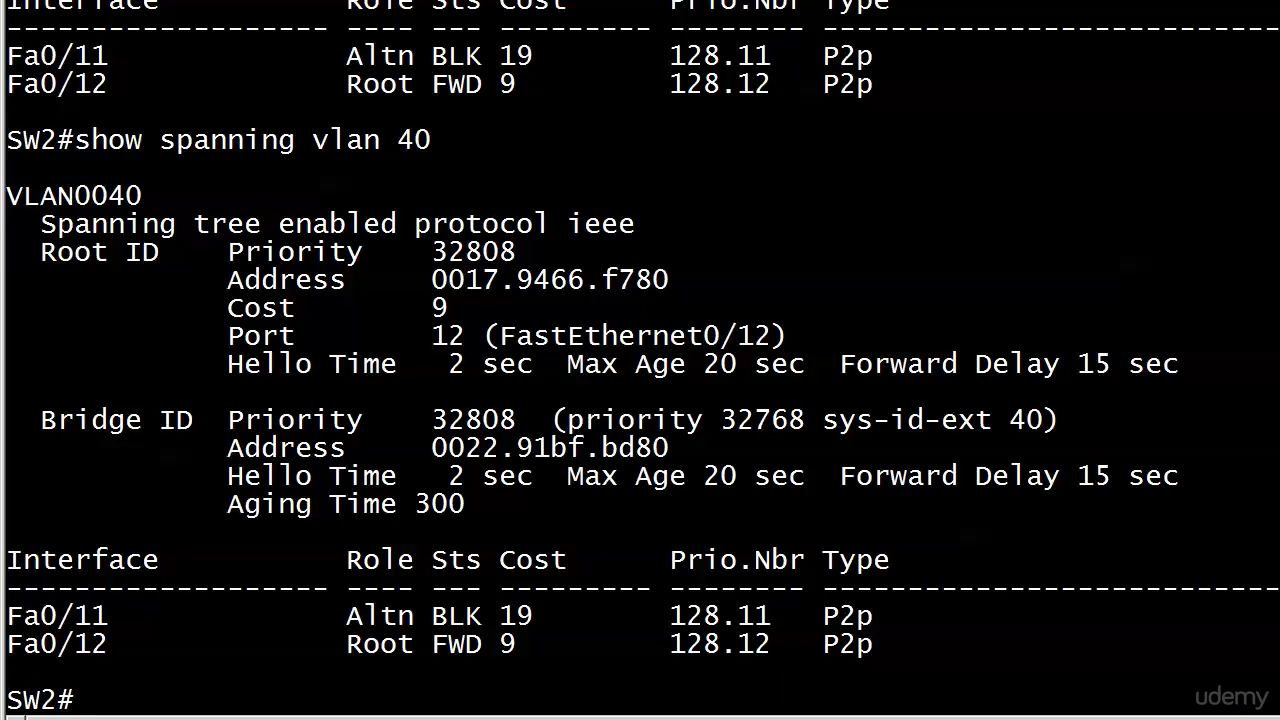 Interface                    Role Sts Cost      Prio.Nbr Type
------------------- ---- --- --------- -------- --------------------------
Fa0/11              Altn BLK 19        128.11   P2p
Fa0/12              Root FWD 9         128.12   P2p
SW2#show spanning vlan 40
VLAN0040
  Spanning tree enabled protocol ieee
  Root ID    Priority    32808
             Address     0017.9466.f780
             Cost        9
             Port        12 (FastEthernet0/12)
             Hello Time   2 sec  Max Age 20 sec  Forward Delay 15 sec
  Bridge ID  Priority    32808  (priority 32768 sys-id-ext 40)
             Address     0022.91bf.bd80
             Hello Time   2 sec  Max Age 20 sec  Forward Delay 15 sec
             Aging Time 300
Interface           Role Sts Cost      Prio.Nbr Type
------------------- ---- --- --------- -------- --------------------------
Fa0/11              Altn BLK 19        128.11   P2p
Fa0/12              Root FWD 9         128.12   P2p
SW2#
udemy